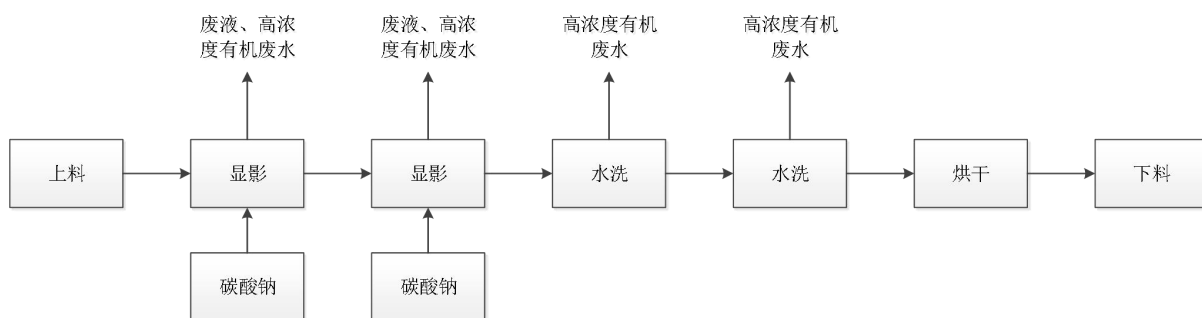 废液、高浓
度有机废水
废液、高浓
度有机废水
高浓度有机
废水
高浓度有机
废水
上料
显影
显影
水洗
水洗
烘干
下料
碳酸钠
碳酸钠